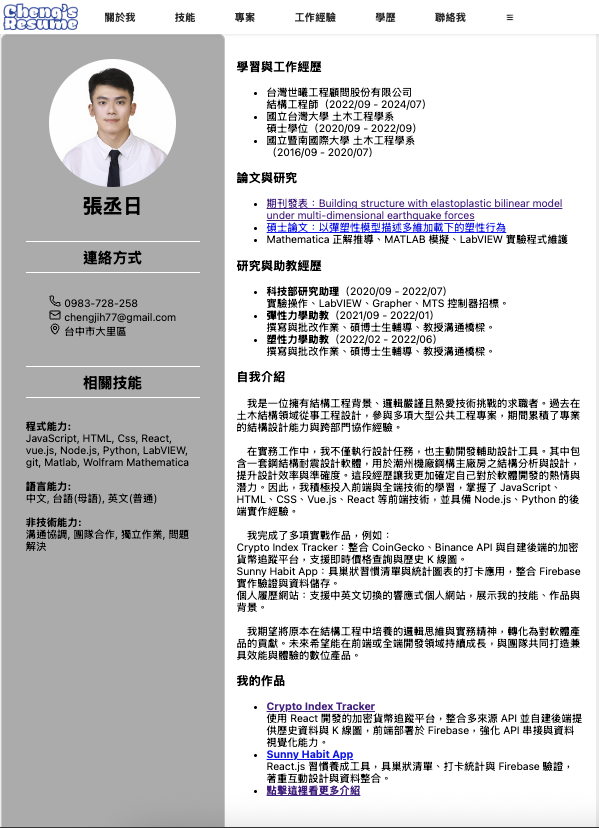 Cheng's
Resume
關於我
技能
專案
工作經驗
學歷
聯絡我
≡
張丞日
連絡方式
0983-728-258
chengjih77@gmail.com
台中市大里區
相關技能
程式能力:
JavaScript, HTML, Css, React,
vue.js, Node.js, Python, LabVIEW,
git, Matlab, Wolfram Mathematica
語言能力:
中文, 台語(母語), 英文(普通)
非技術能力:
溝通協調, 團隊合作, 獨立作業, 問題
解決
學習與工作經歷
• 台灣世曦工程顧問股份有限公司
結構工程師（2022/09 - 2024/07）
• 國立台灣大學 土木工程學系
碩士學位（2020/09 - 2022/09）
• 國立暨南國際大學 土木工程學系
（2016/09 - 2020/07）
論文與研究
• 期刊發表：Building structure with elastoplastic bilinear model
under multi-dimensional earthquake forces
• 碩士論文：以彈塑性模型描述多維加載下的塑性行為
• Mathematica 正解推導、MATLAB 模擬、LabVIEW 實驗程式維護
研究與助教經歷
• 科技部研究助理（2020/09 - 2022/07）
實驗操作、LabVIEW、Grapher、MTS 控制器招標。
• 彈性力學助教（2021/09 - 2022/01）
撰寫與批改作業、碩博士生輔導、教授溝通橋樑。
• 塑性力學助教（2022/02 - 2022/06）
撰寫與批改作業、碩博士生輔導、教授溝通橋樑。
自我介紹
我是一位擁有結構工程背景、邏輯嚴謹且熱愛技術挑戰的求職者。過去在
土木結構領域從事工程設計，參與多項大型公共工程專案，期間累積了專業
的結構設計能力與跨部門協作經驗。
在實務工作中，我不僅執行設計任務，也主動開發輔助設計工具。其中包
含一套鋼結構耐震設計軟體，用於潮州機廠鋼構主廠房之結構分析與設計，
提升設計效率與準確度。這段經歷讓我更加確定自己對於軟體開發的熱情與
潛力。因此，我積極投入前端與全端技術的學習，掌握了 JavaScript、
HTML、CSS、Vue.js、React 等前端技術，並具備 Node.js、Python 的後
端實作經驗。
我完成了多項實戰作品，例如：
Crypto Index Tracker：整合 CoinGecko、Binance API 與自建後端的加密
貨幣追蹤平台，支援即時價格查詢與歷史 K 線圖。
Sunny Habit App：具巢狀習慣清單與統計圖表的打卡應用，整合 Firebase
實作驗證與資料儲存。
個人履歷網站：支援中英文切換的響應式個人網站，展示我的技能、作品與
背景。
我期望將原本在結構工程中培養的邏輯思維與實務精神，轉化為對軟體產
品的貢獻。未來希望能在前端或全端開發領域持續成長，與團隊共同打造兼
具效能與體驗的數位產品。
我的作品
• Crypto Index Tracker
使用 React 開發的加密貨幣追蹤平台，整合多來源 API 並自建後端提
供歷史資料與 K 線圖，前端部署於 Firebase，強化 API 串接與資料
視覺化能力。
• Sunny Habit App
React.js 習慣養成工具，具巢狀清單、打卡統計與 Firebase 驗證，
著重互動設計與資料整合。
• 點擊這裡看更多介紹